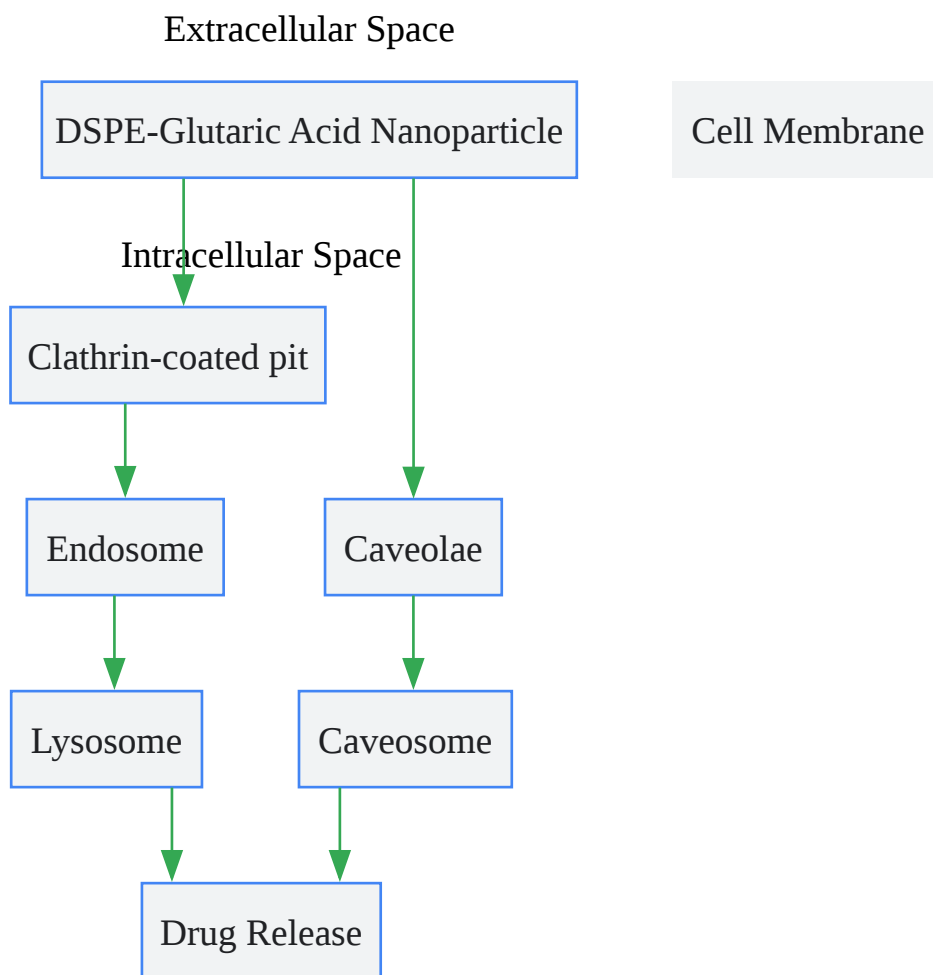 Extracellular Space
DSPE-Glutaric Acid Nanoparticle
Cell Membrane
Intracellular Space
Clathrin-coated pit
Endosome
Caveolae
Lysosome
Caveosome
Drug Release